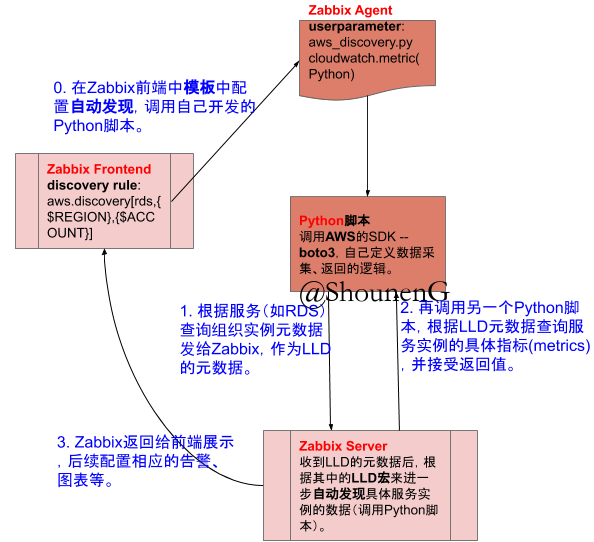 Zabbix Agent
userparameter:
aws_discovery.py
cloudwatch.metric(
Python)
0. 在Zabbix前端中模板中配
置自动发现，调用自己开发的
Python脚本。
Zabbix Frontend
discovery rule:
aws.discovery[rds,{
$REGION},{$ACC
OUNT}]
Python脚本
调用AWS的SDK --
boto3，自己定义数据采
集、返回的逻辑。
@ShounenG
1. 根据服务（如RDS）
查询组织实例元数据
发给Zabbix，作为LLD
的元数据。
2. 再调用另一个Python脚
本，根据LLD元数据查询服
务实例的具体指标(metrics)
，并接受返回值。
3. Zabbix返回给前端展示
，后续配置相应的告警、
图表等。
Zabbix Server
收到LLD的元数据后，根
据其中的LLD宏来进一
步自动发现具体服务实
例的数据（调用Python脚
本）。